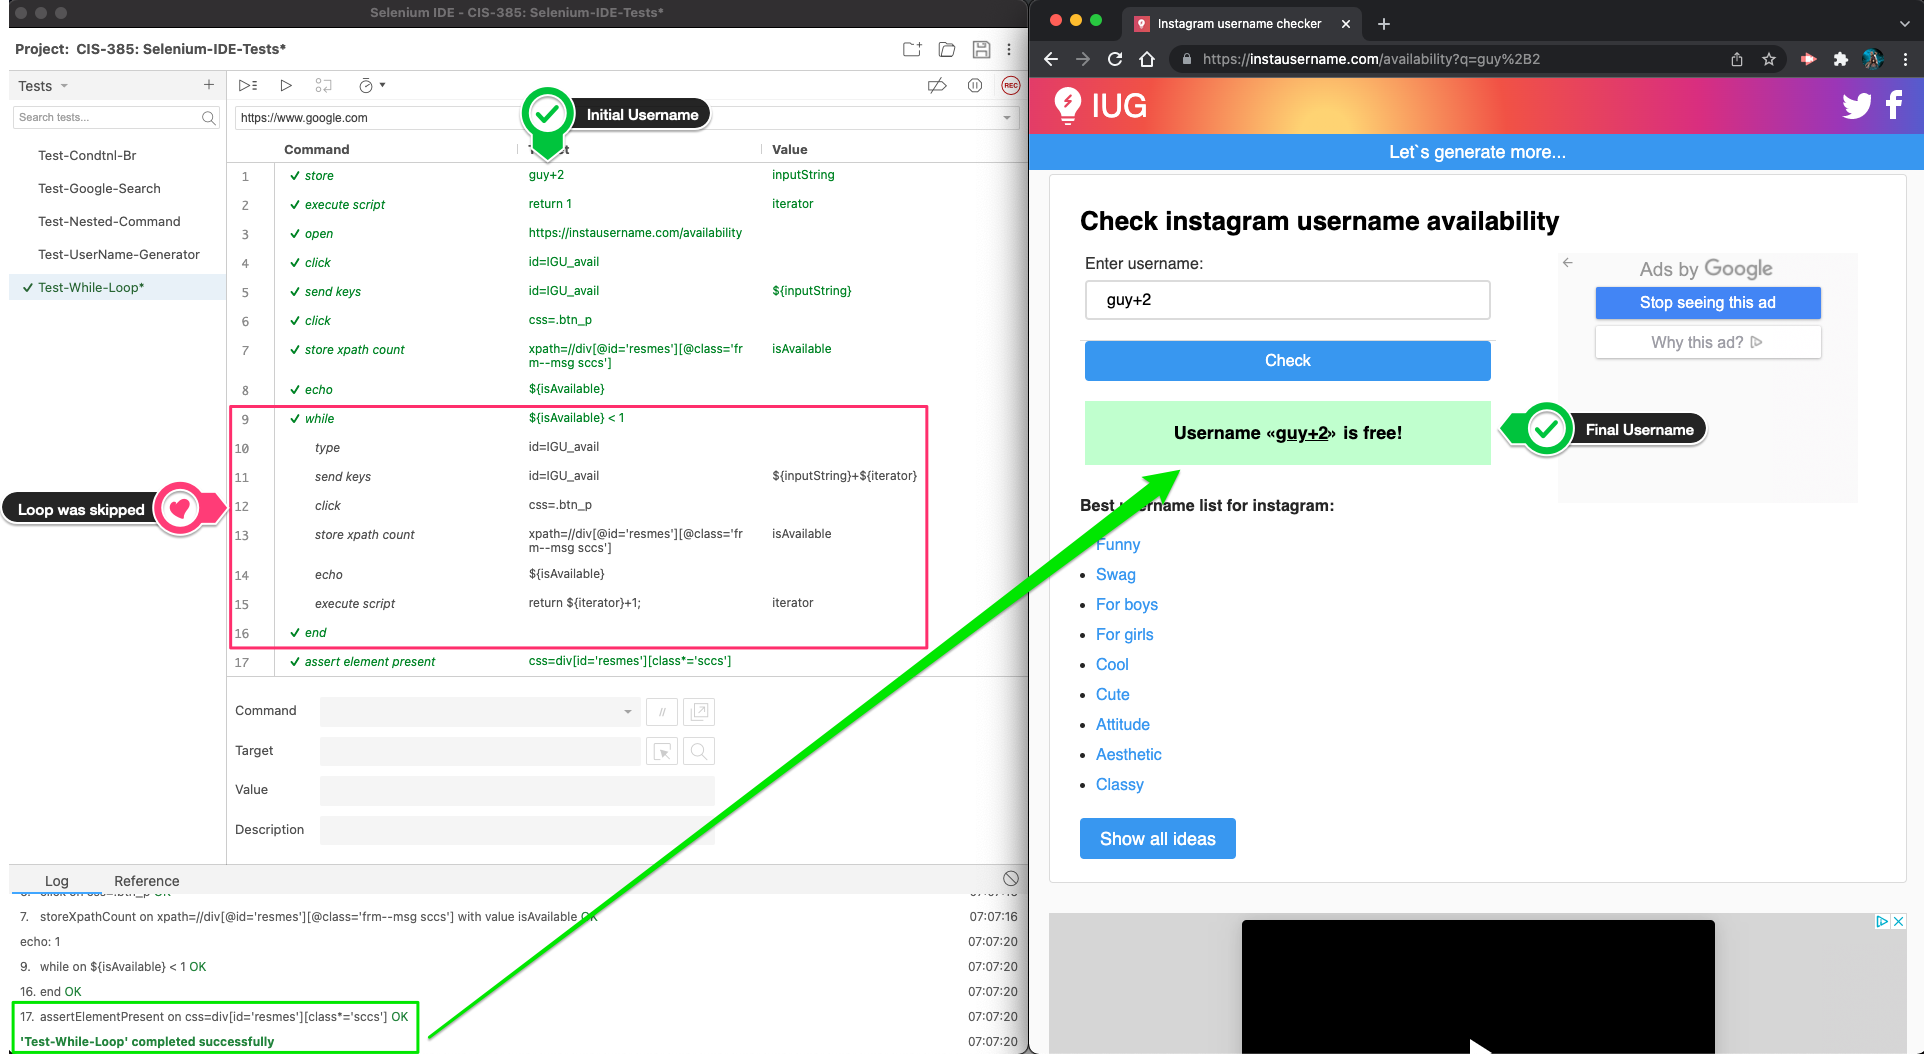 Selenium IDE - CIS-385: Selenium-IDE-Tests*
Project: CIS-385: Selenium-IDE-Tests*
Tests
Search tests...
Test-Condtnl-Br
Test-Google-Search
Test-Nested-Command
Test-UserName-Generator
Test-While-Loop*
REC
https://www.google.com
Initial Username
Command Value
1 store guy+2 inputString
2 execute script return 1 iterator
3 open https://instausername.com/availability
4 click id=IGU_avail
5 send keys id=IGU_avail ${inputString}
6 click css=.btn_p
7 store xpath count xpath=//div[@id='resmes'][@class='fr isAvailable
m--msg sccs']
8 echo ${isAvailable}
9 while ${isAvailable} < 1
10 type id=IGU_avail
11 send keys id=IGU_avail ${inputString}+${iterator}
12 click css=.btn_p
13 store xpath count xpath=//div[@id='resmes'][@class='fr isAvailable
m--msg sccs']
14 echo ${isAvailable}
15 execute script return ${iterator}+1; iterator
16 end
17 assert element present css=div[id='resmes'][class*='sccs']
Loop was skipped
Command
//
Target
Value
Description
Log Reference
7. storeXpathCount on xpath=//div[@id='resmes'][@class='frm--msg sccs'] with value isAvailable OK 07:07:16
echo: 1 07:07:20
9. while on ${isAvailable} < 1 OK 07:07:20
16. end OK 07:07:20
17. assertElementPresent on css=div[id='resmes'][class*='sccs'] OK 07:07:20
'Test-While-Loop' completed successfully 07:07:20
Instagram username checker
https://instausername.com/availability?q=guy%2B2
IUG
Let`s generate more...
Check instagram username availability
Enter username:
guy+2
Check
Username «guy+2» is free!
Final Username
Ads by Google
Stop seeing this ad
Why this ad?
Best username list for instagram:
Funny
Swag
For boys
For girls
Cool
Cute
Attitude
Aesthetic
Classy
Show all ideas